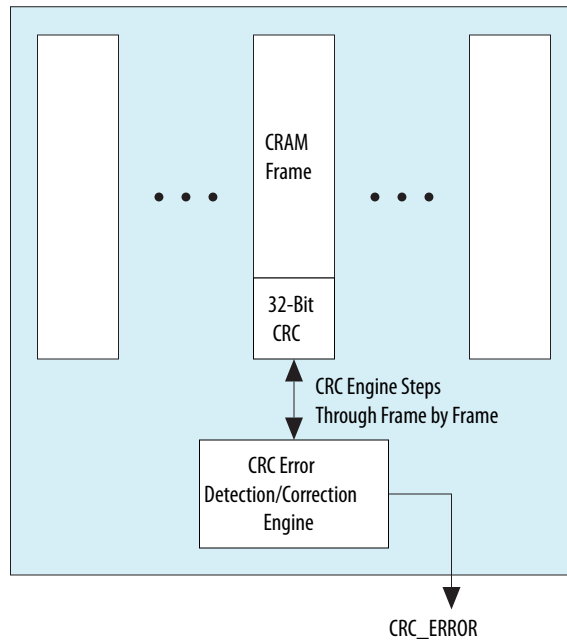 CRAM
Frame
32-Bit
CRC
CRC Engine Steps
Through Frame by Frame
CRC Error
Detection/Correction
Engine
CRC_ERROR